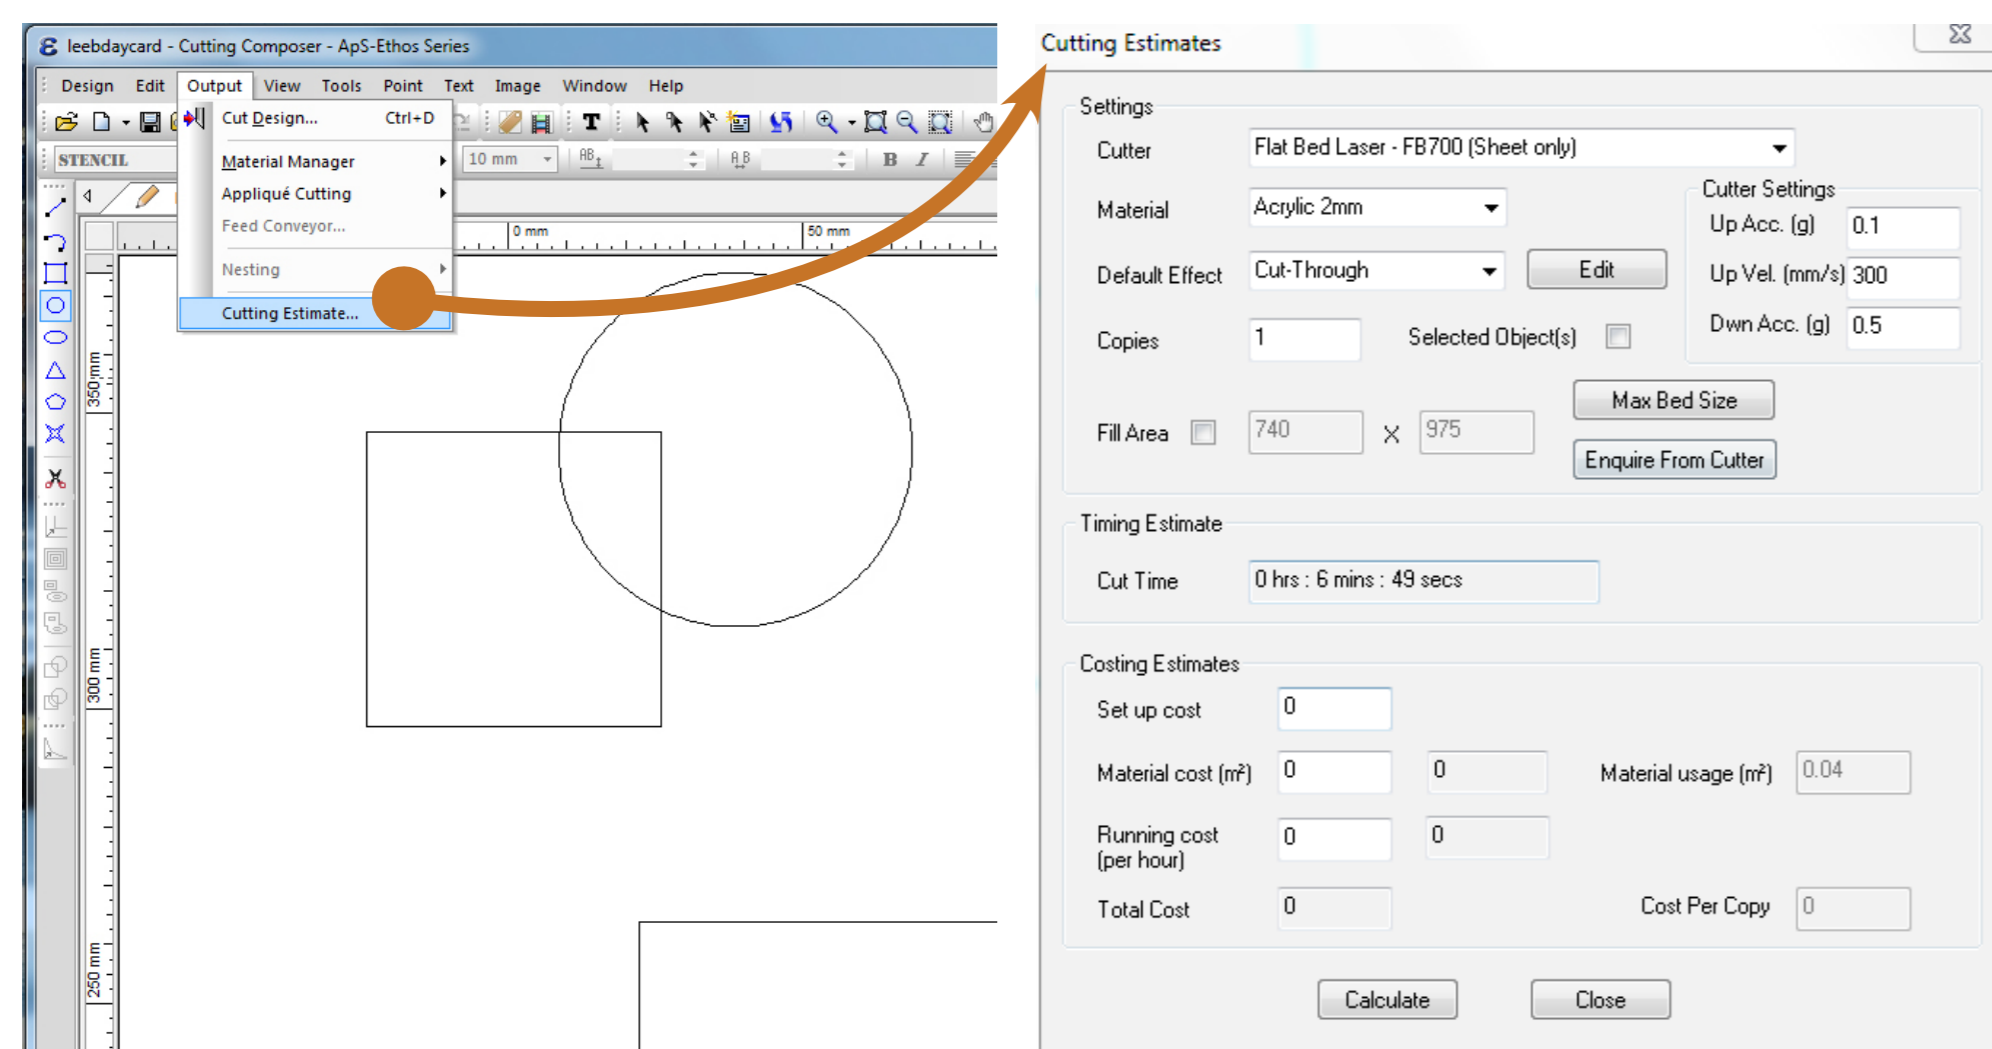 leebdaycard - Cutting Composer - ApS-Ethos Series
Design Edit Output View Tools Point Text Image Window Help
Cut Design... Ctrl+D
STENCIL
Material Manager
10 mm
AB
AB
B I
Appliqué Cutting
Feed Conveyor...
0 mm
50 mm
Nesting
Cutting Estimate...
350 mm
300 mm
250 mm
Cutting Estimates
Settings
Cutter Flat Bed Laser - FB700 (Sheet only)
Material Acrylic 2mm
Default Effect Cut-Through Edit
Cutter Settings
Up Acc. (g) 0.1
Up Vel. (mm/s) 300
Dwn Acc. (g) 0.5
Copies 1 Selected Object(s)
Max Bed Size
Fill Area 740 X 975
Enquire From Cutter
Timing Estimate
Cut Time 0 hrs : 6 mins : 49 secs
Costing Estimates
Set up cost 0
Material cost (m²) 0 0 Material usage (m²) 0.04
Running cost
(per hour) 0 0
Total Cost 0 Cost Per Copy 0
Calculate Close